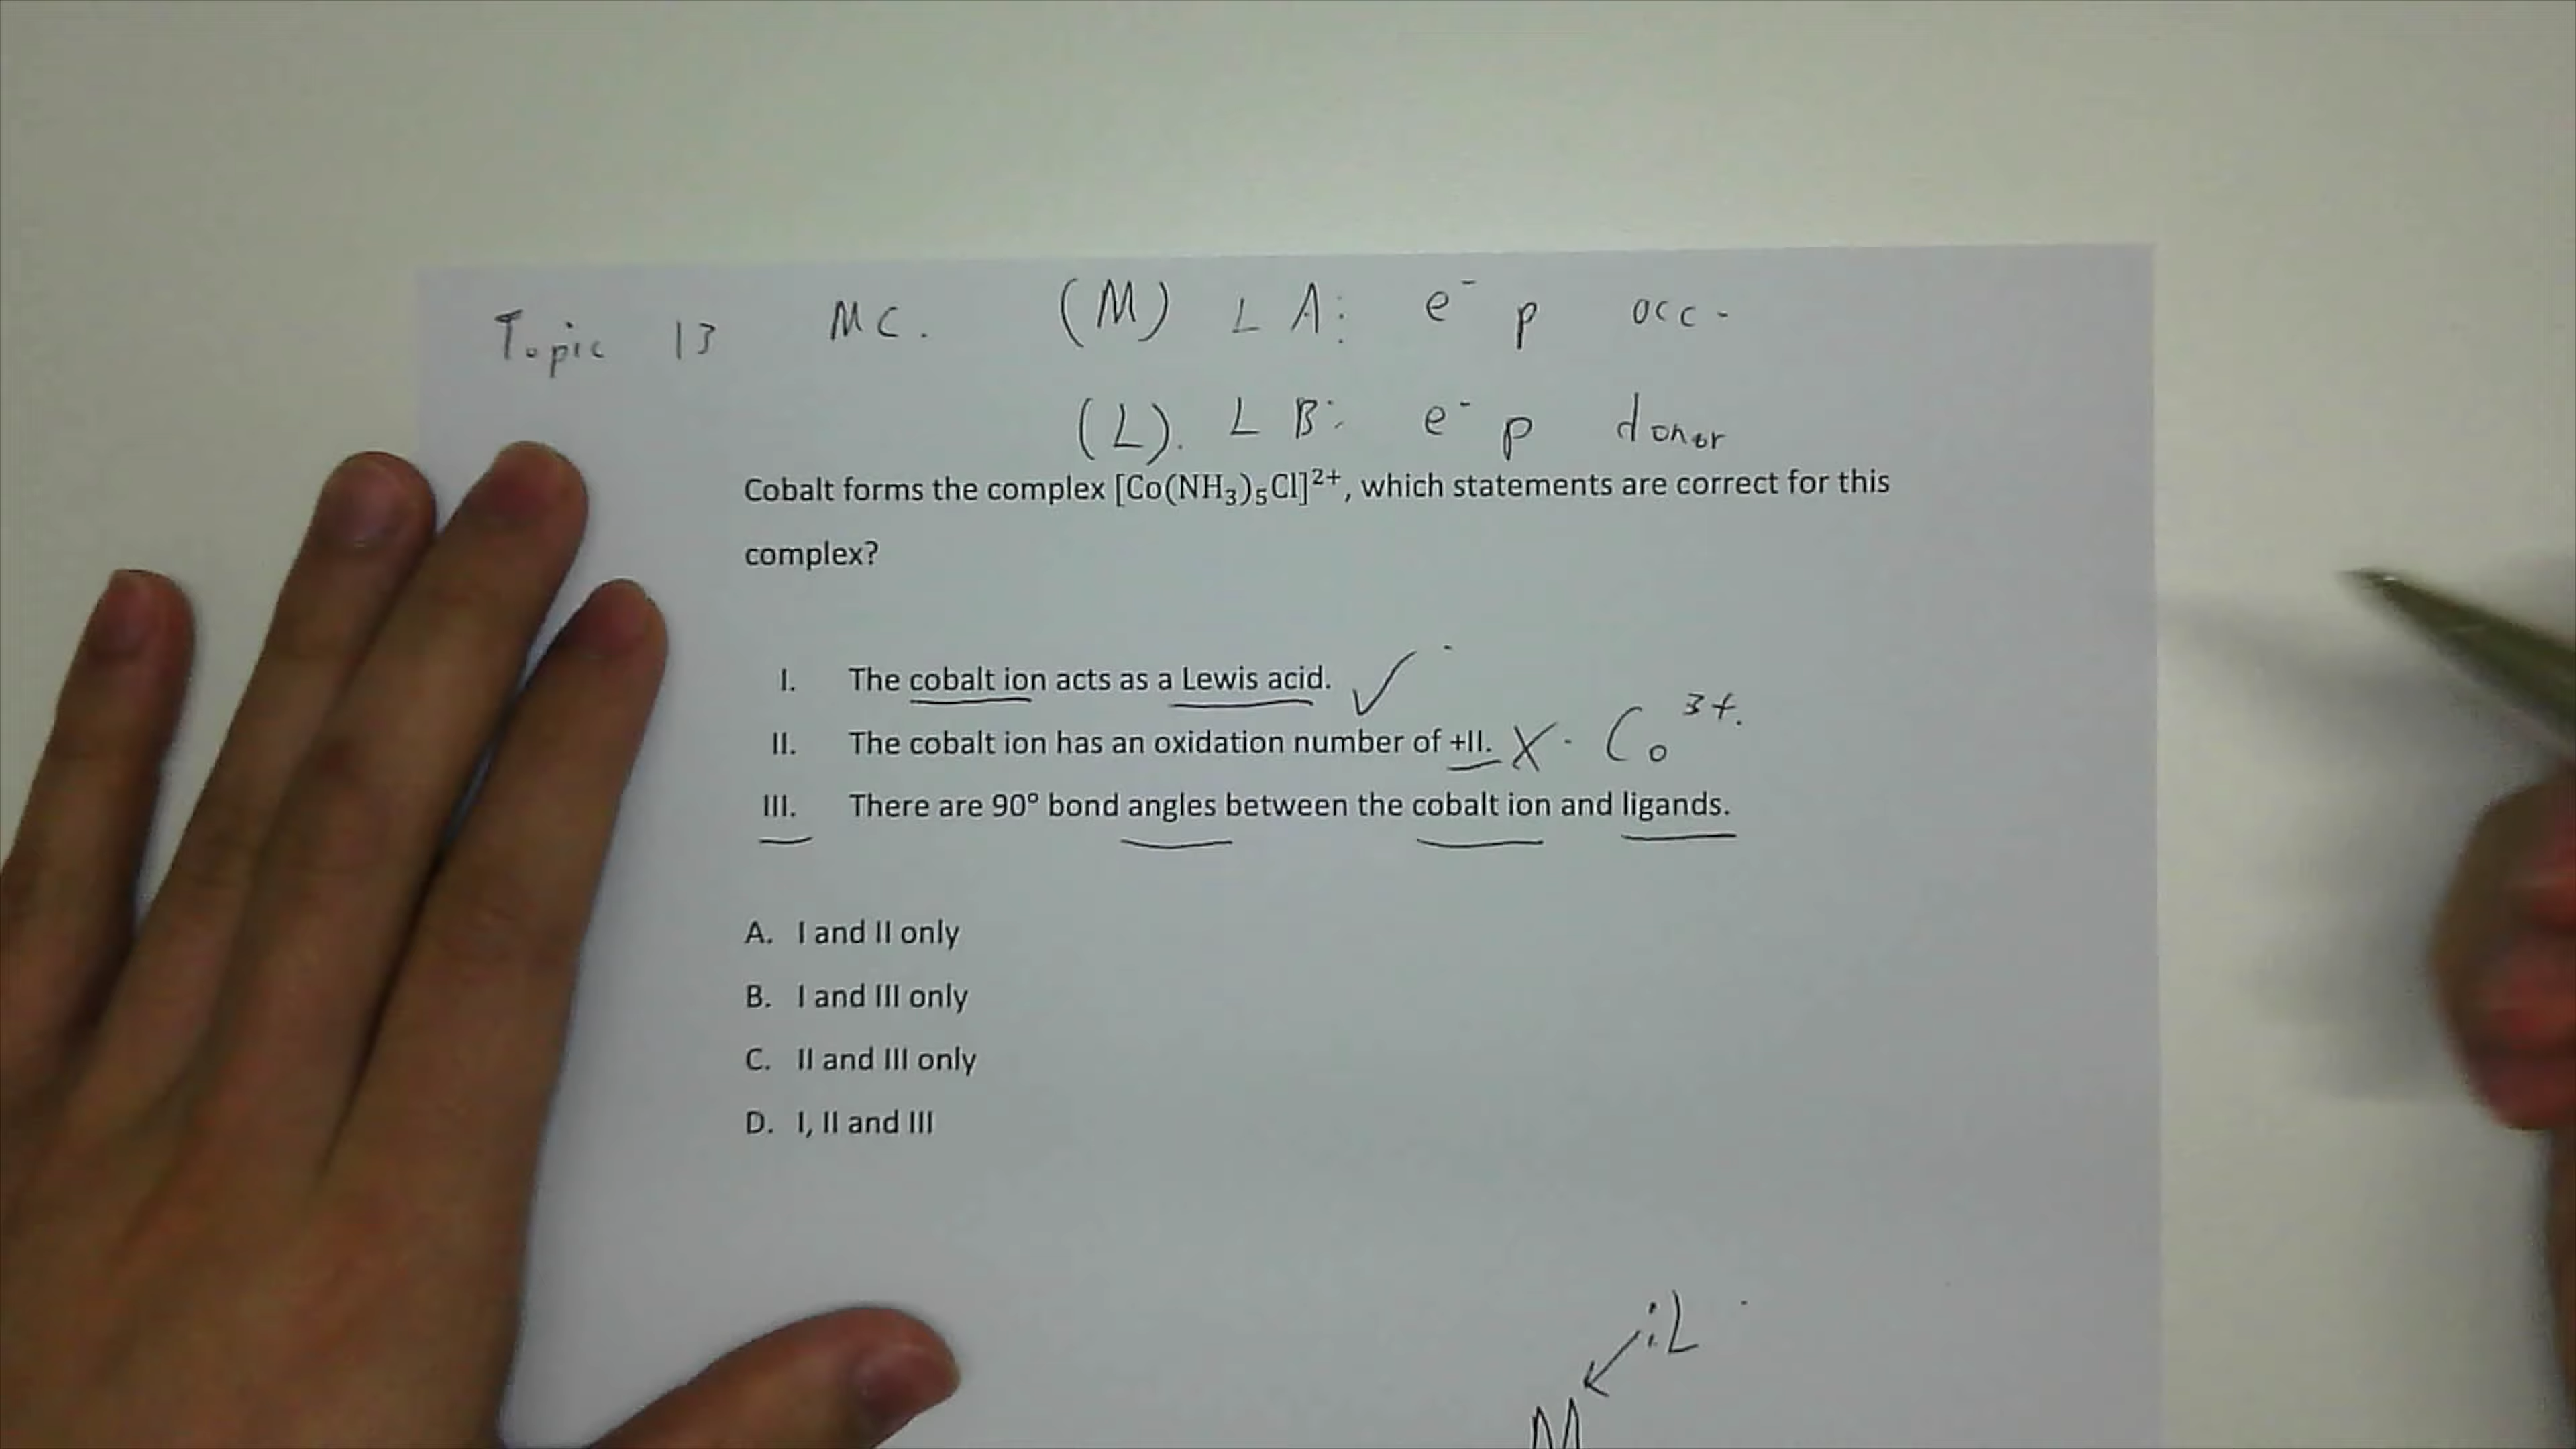 Topic 13 MC. (M) LA: e⁻ p acc.
(L). LB: e⁻ p donor
Cobalt forms the complex [Co(NH₃)₅Cl]²⁺, which statements are correct for this
complex?
I. The cobalt ion acts as a Lewis acid. ✓
II. The cobalt ion has an oxidation number of +II. X. Co³⁺.
III. There are 90° bond angles between the cobalt ion and ligands.
A. I and II only
B. I and III only
C. II and III only
D. I, II and III
:L
M